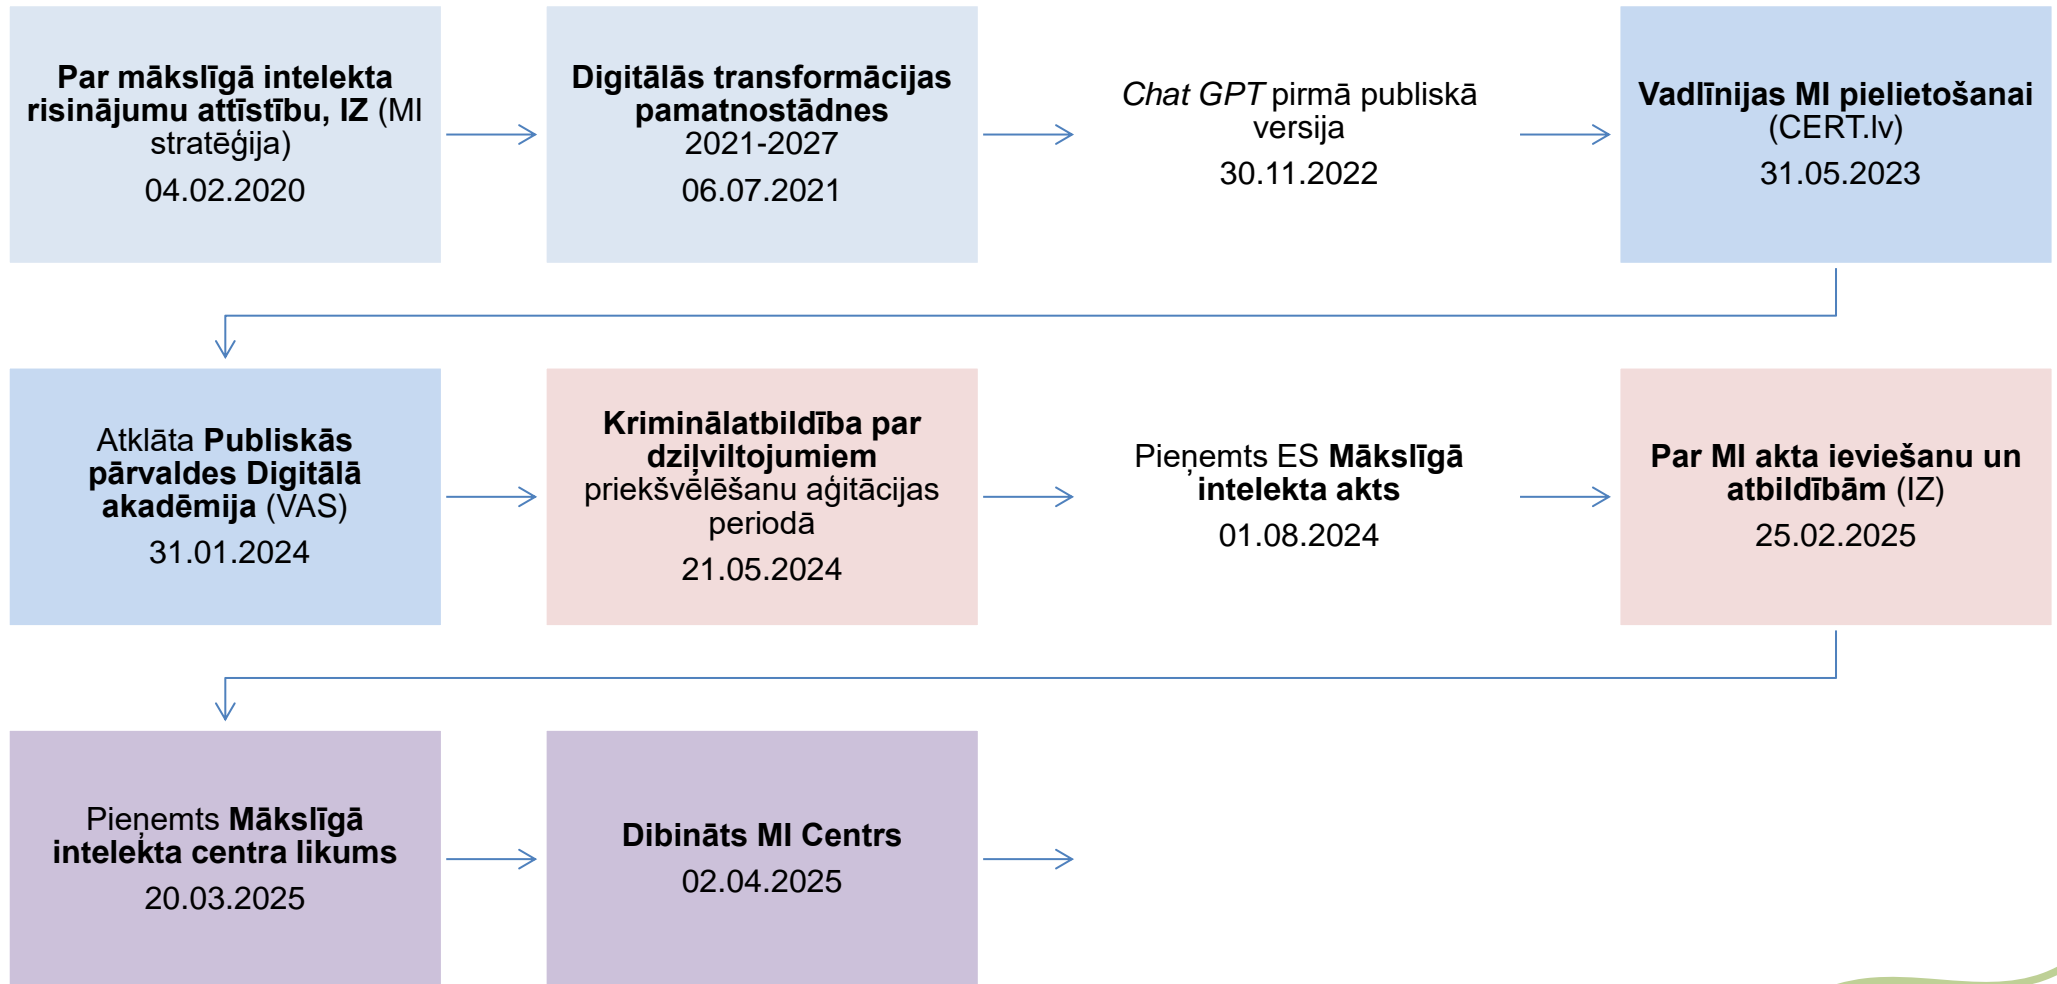 Par mākslīgā intelekta
risinājumu attīstību, IZ (MI
stratēģija)
04.02.2020
Digitālās transformācijas
pamatnostādnes
2021-2027
06.07.2021
Chat GPT pirmā publiskā
versija
30.11.2022
Vadlīnijas MI pielietošanai
(CERT.lv)
31.05.2023
Atklāta Publiskās
pārvaldes Digitālā
akadēmija (VAS)
31.01.2024
Kriminālatbildība par
dziļviltojumiem
priekšvēlēšanu aģitācijas
periodā
21.05.2024
Pieņemts ES Mākslīgā
intelekta akts
01.08.2024
Par MI akta ieviešanu un
atbildībām (IZ)
25.02.2025
Pieņemts Mākslīgā
intelekta centra likums
20.03.2025
Dibināts MI Centrs
02.04.2025